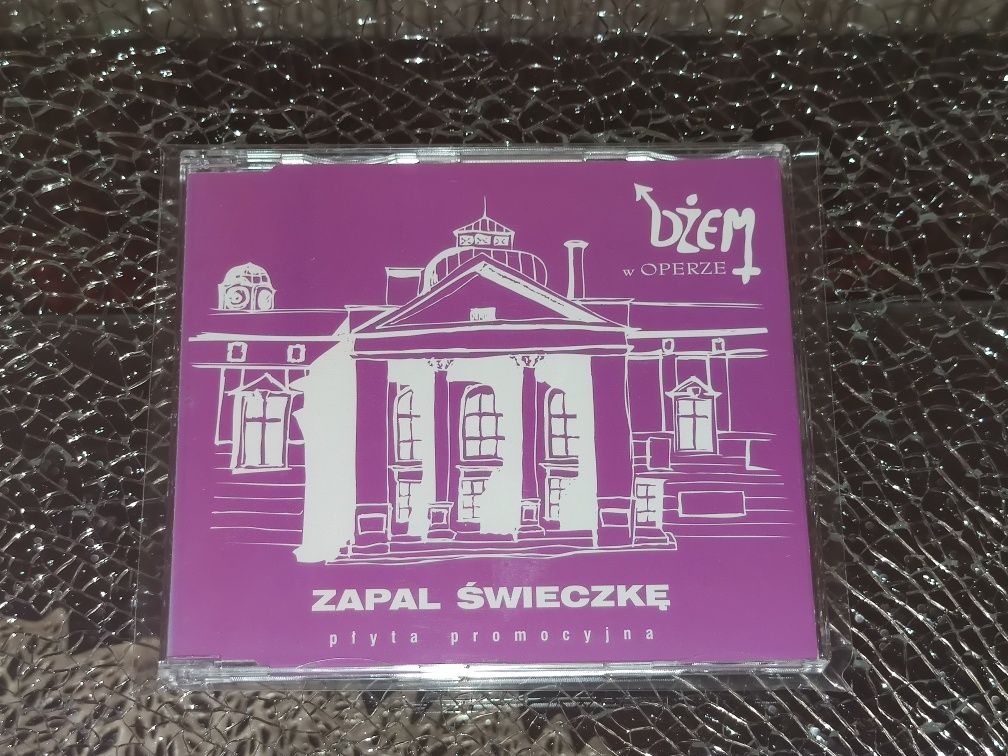 DŻEM
w OPERZE
ZAPAL ŚWIECZKĘ
płyta promocyjna